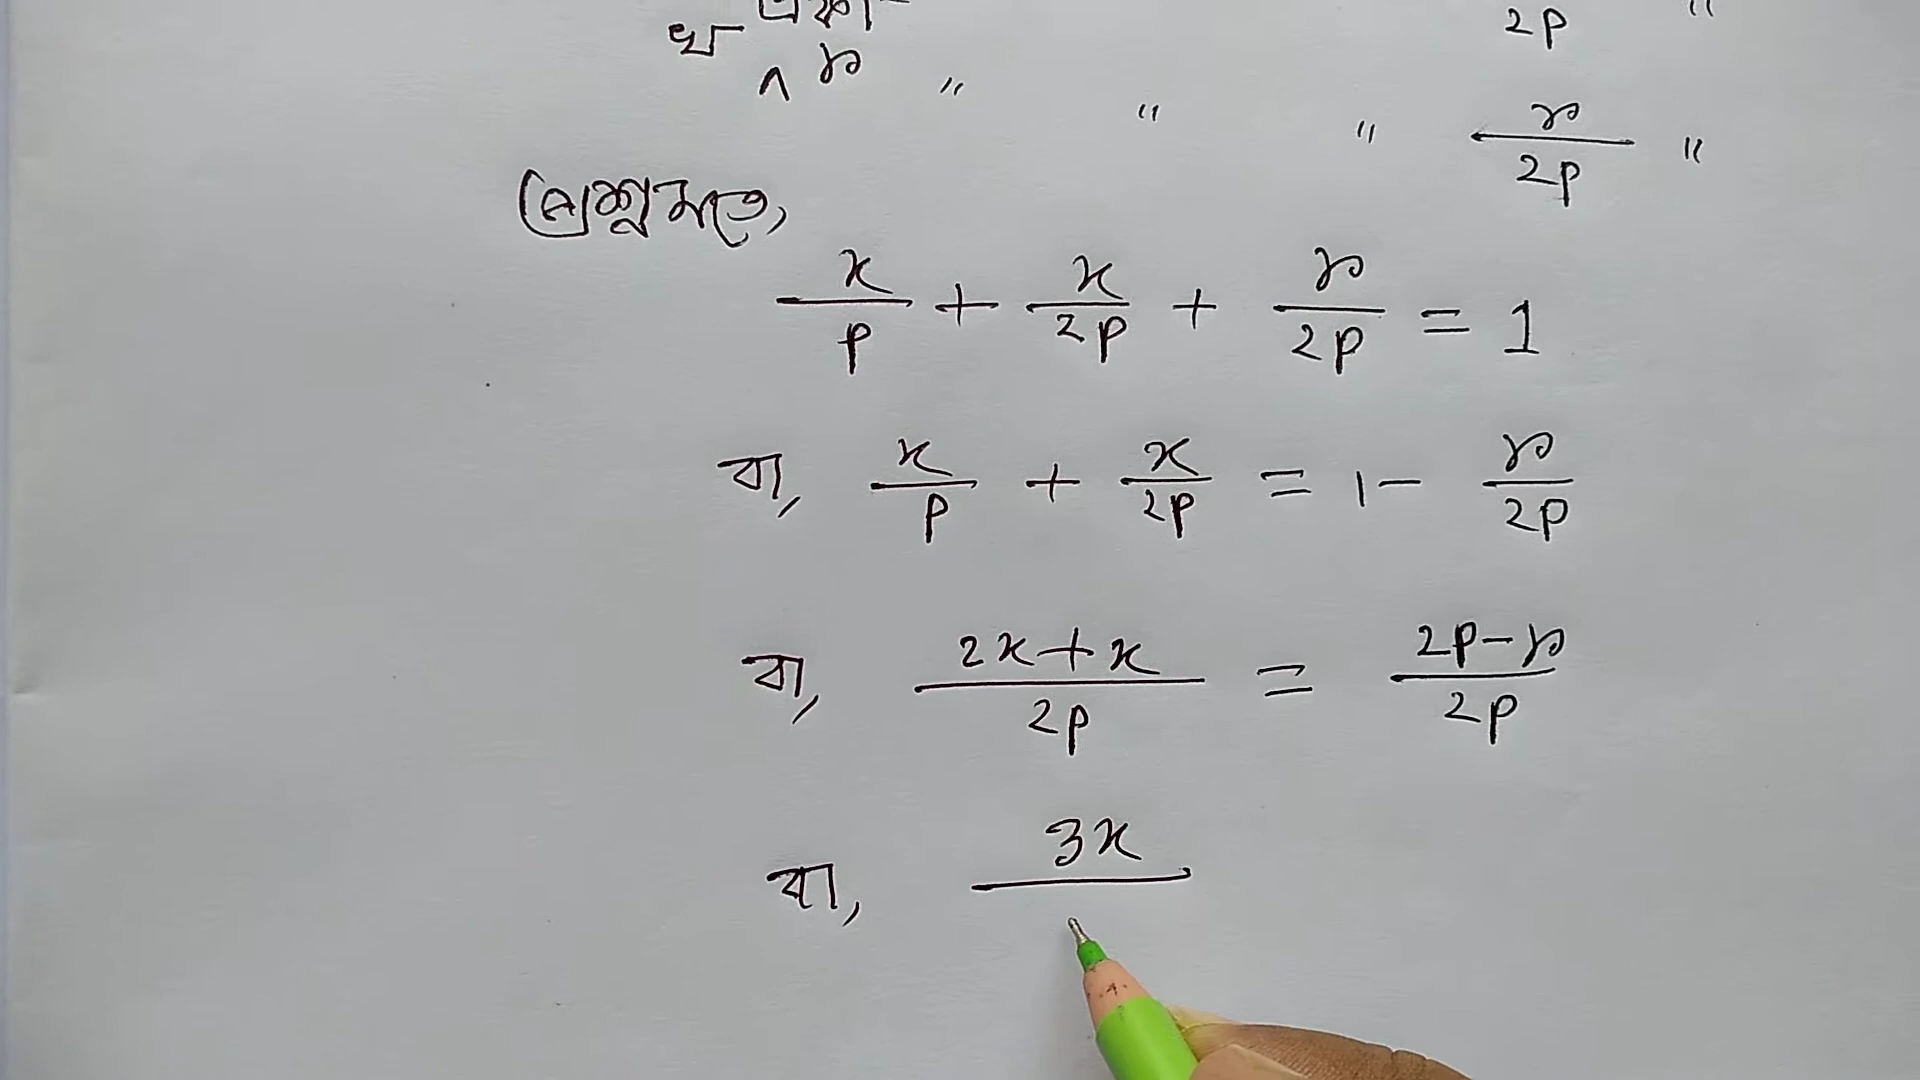 2p "
খ
" " " r/2p "
প্রশ্নমতে,
x/p + x/2p + r/2p = 1
বা, x/p + x/2p = 1 - r/2p
বা, 2x+x/2p = 2p-r/2p
বা, 3x